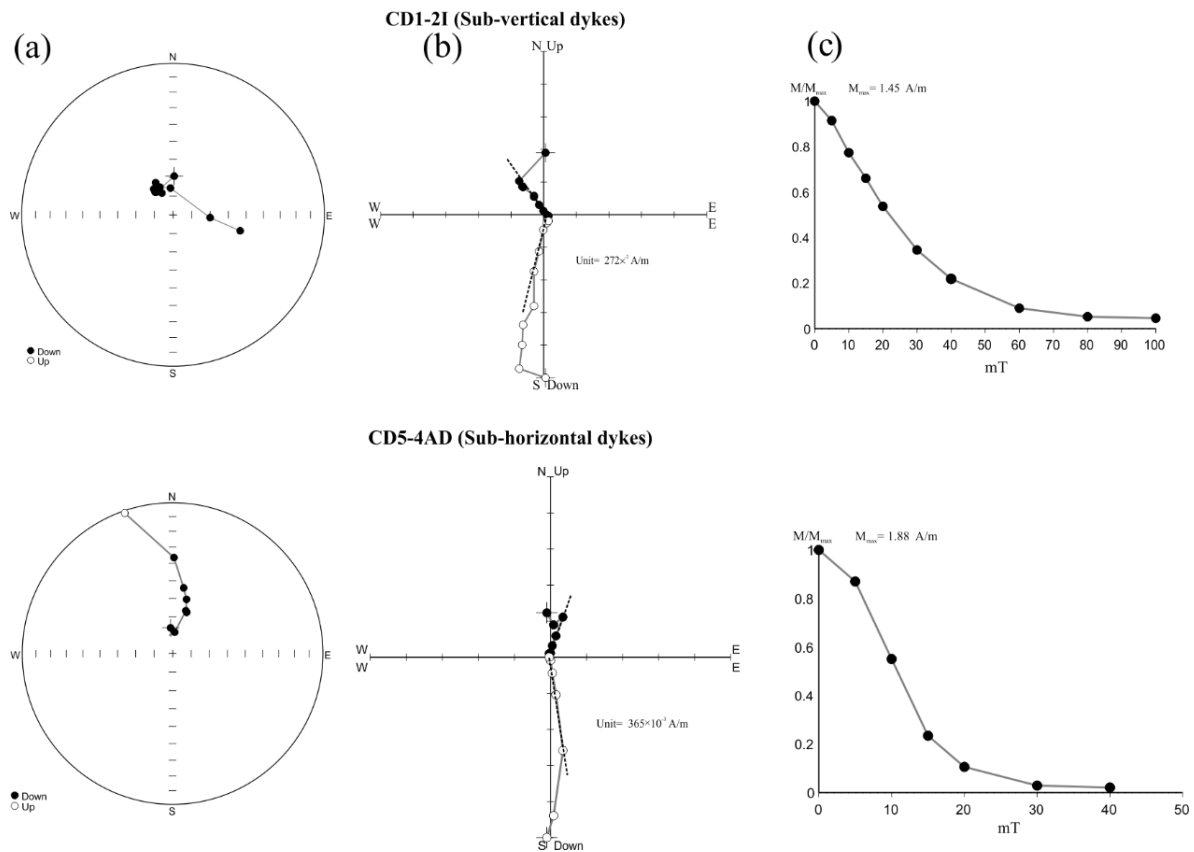 CD1-2I (Sub-vertical dykes)
(a)
(b)
(c)
N
W
E
S
Down
Up
N Up
W
W
E
E
S Down
M/Mmax Mmax= 1.45 A/m
1
0.8
0.6
0.4
0.2
0
0 10 20 30 40 50 60 70 80 90 100
mT
CD5-4AD (Sub-horizontal dykes)
N
W
E
S
Down
Up
N Up
W
W
E
E
Unit= 365×10⁻³ A/m
S Down
M/Mmax Mmax= 1.88 A/m
1
0.8
0.6
0.4
0.2
0
0 10 20 30 40 50
mT